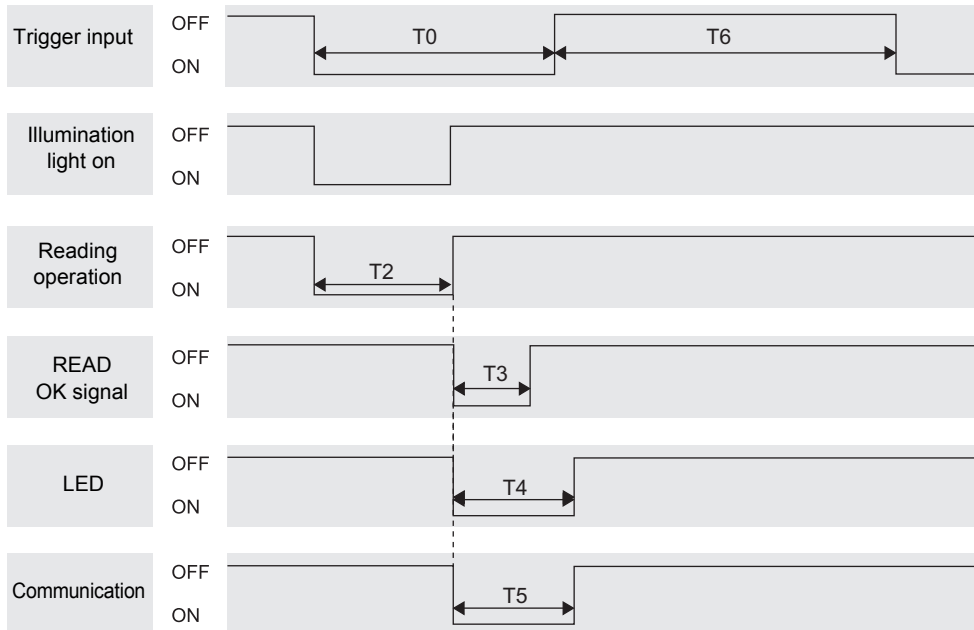 Trigger input
OFF
ON
T0
T6
Illumination
light on
OFF
ON
Reading
operation
OFF
ON
T2
READ
OK signal
OFF
ON
T3
LED
OFF
ON
T4
Communication
OFF
ON
T5